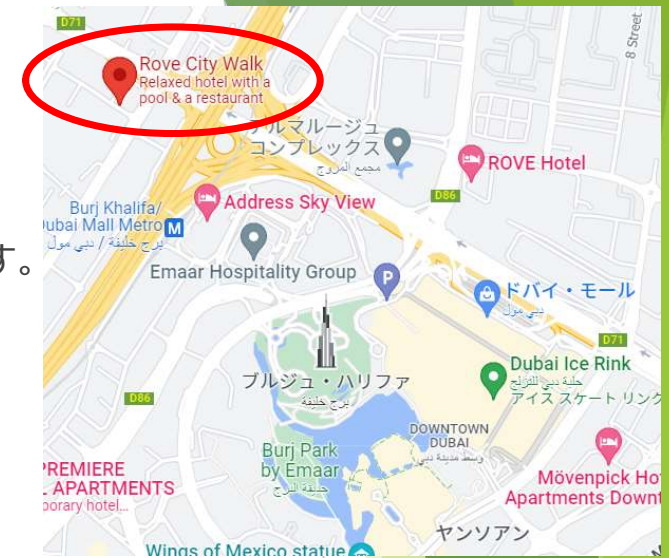 D71
8 Street
Rove City Walk
Relaxed hotel with a
pool & a restaurant
アルマルージュ
コンプレックス
مجمع المروج
ROVE Hotel
D86
Address Sky View
Burj Khalifa/
ubai Mall Metro
M
برج خليفة / دبي مول
す。
Emaar Hospitality Group
P
ドバイ・モール
دبي مول
D71
Dubai Ice Rink
حلبة دبي للتزلج
アイス スケート リンク
ブルジュ・ハリファ
برج خليفة
D86
DOWNTOWN
DUBAI
وسط مدينة دبي
Burj Park
by Emaar
حديقة البرج
PREMIERE
APARTMENTS
porary hotel...
Mövenpick Ho
Apartments Downt
ヤンソアン
Wings of Mexico statue